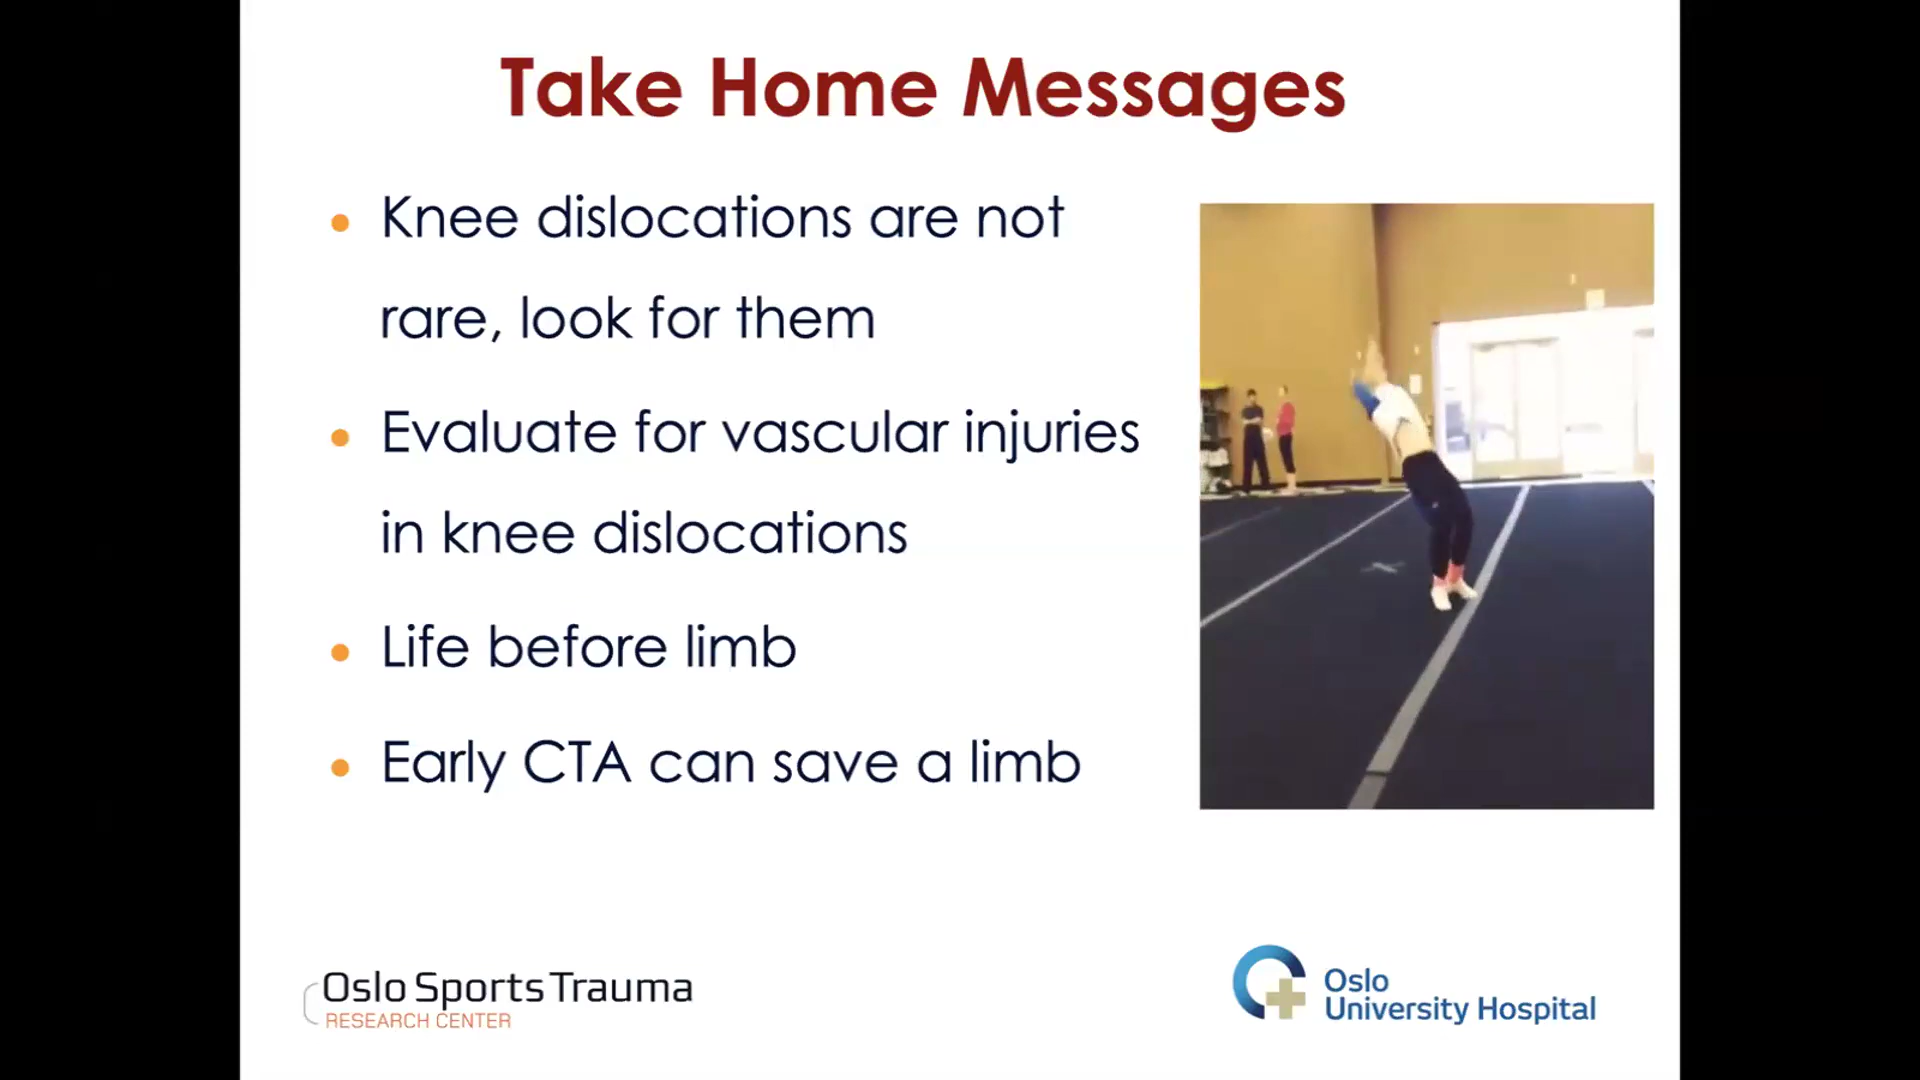 Take Home Messages
Knee dislocations are not
rare, look for them
Evaluate for vascular injuries
in knee dislocations
Life before limb
Early CTA can save a limb
Oslo Sports Trauma
RESEARCH CENTER
Oslo
University Hospital